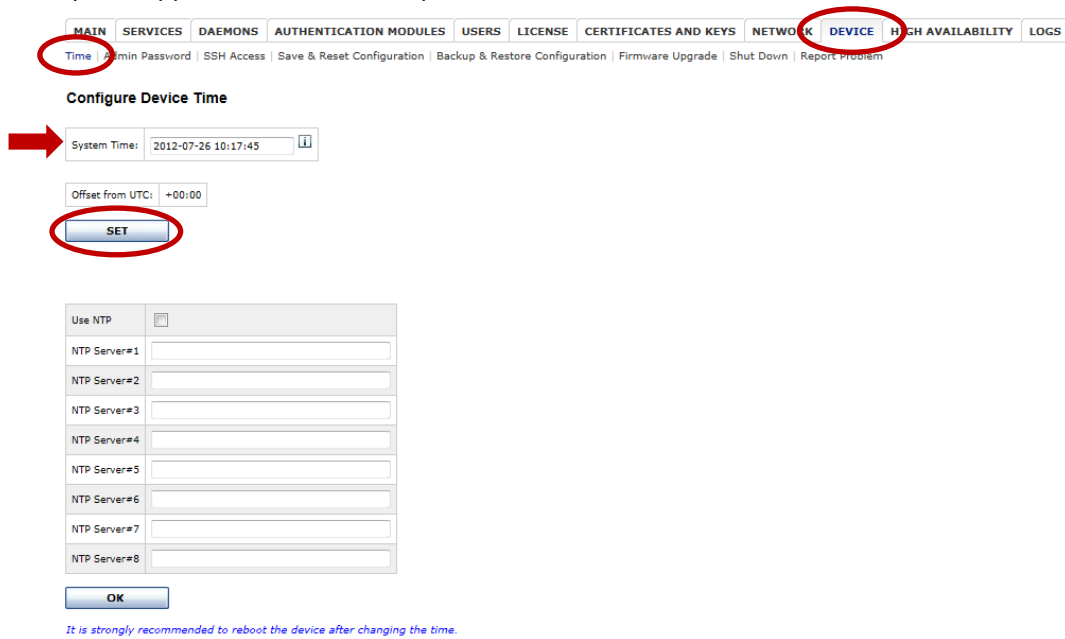 MAIN SERVICES DAEMONS AUTHENTICATION MODULES USERS LICENSE CERTIFICATES AND KEYS NETWORK DEVICE HIGH AVAILABILITY LOGS
Time | Admin Password | SSH Access | Save & Reset Configuration | Backup & Restore Configuration | Firmware Upgrade | Shut Down | Report Problem
Configure Device Time
System Time: 2012-07-26 10:17:45 i
Offset from UTC: +00:00
SET
Use NTP
NTP Server#1
NTP Server#2
NTP Server#3
NTP Server#4
NTP Server#5
NTP Server#6
NTP Server#7
NTP Server#8
OK
It is strongly recommended to reboot the device after changing the time.